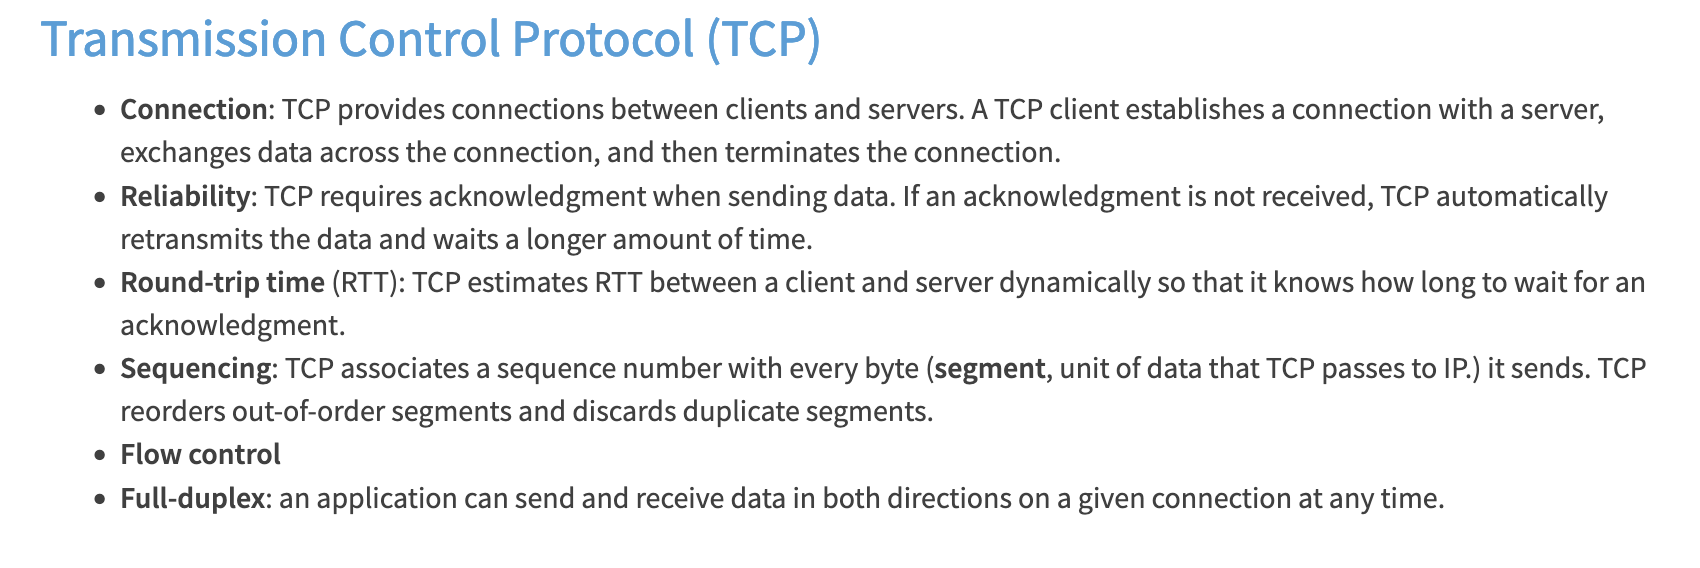 Transmission Control Protocol (TCP)
• Connection: TCP provides connections between clients and servers. A TCP client establishes a connection with a server,
exchanges data across the connection, and then terminates the connection.
• Reliability: TCP requires acknowledgment when sending data. If an acknowledgment is not received, TCP automatically
retransmits the data and waits a longer amount of time.
• Round-trip time (RTT): TCP estimates RTT between a client and server dynamically so that it knows how long to wait for an
acknowledgment.
• Sequencing: TCP associates a sequence number with every byte (segment, unit of data that TCP passes to IP.) it sends. TCP
reorders out-of-order segments and discards duplicate segments.
• Flow control
• Full-duplex: an application can send and receive data in both directions on a given connection at any time.